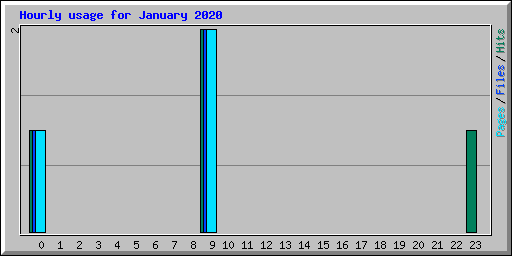 Hourly usage for January 2020
2
Pages/Files/Hits
0 1 2 3 4 5 6 7 8 9 10 11 12 13 14 15 16 17 18 19 20 21 22 23